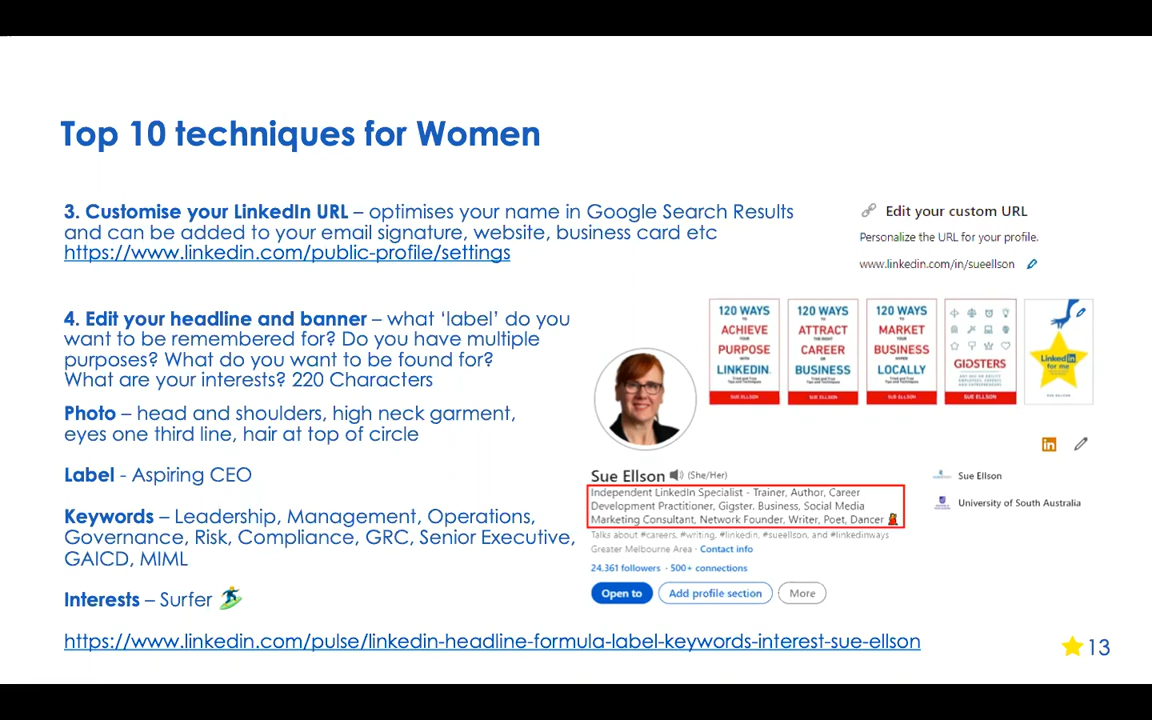 Top 10 techniques for Women
3. Customise your LinkedIn URL – optimises your name in Google Search Results
and can be added to your email signature, website, business card etc
https://www.linkedin.com/public-profile/settings
Edit your custom URL
Personalize the URL for your profile.
www.linkedin.com/in/sueellson
4. Edit your headline and banner – what ‘label’ do you
want to be remembered for? Do you have multiple
purposes? What do you want to be found for?
What are your interests? 220 Characters
Photo – head and shoulders, high neck garment,
eyes one third line, hair at top of circle
Label - Aspiring CEO
Keywords – Leadership, Management, Operations,
Governance, Risk, Compliance, GRC, Senior Executive,
GAICD, MIML
Interests – Surfer
120 WAYS
TO
ACHIEVE
YOUR
PURPOSE
WITH
LINKEDIN
SUE ELLSON
120 WAYS
TO
ATTRACT
THE RIGHT
CAREER
OR
BUSINESS
SUE ELLSON
120 WAYS
TO
MARKET
YOUR
BUSINESS
LOCALLY
SUE ELLSON
GIGSTERS
SUE ELLSON
LinkedIn
for me
SUE ELLSON
in
Sue Ellson (She/Her)
Independent LinkedIn Specialist - Trainer, Author, Career
Development Practitioner, Gigster, Business, Social Media
Marketing Consultant, Network Founder, Writer, Poet, Dancer
Talks about #careers, #writing, #linkedin, #sueellson, and #linkedinways
Greater Melbourne Area · Contact info
24,361 followers · 500+ connections
Open to
Add profile section
More
Sue Ellson
University of South Australia
https://www.linkedin.com/pulse/linkedin-headline-formula-label-keywords-interest-sue-ellson
13